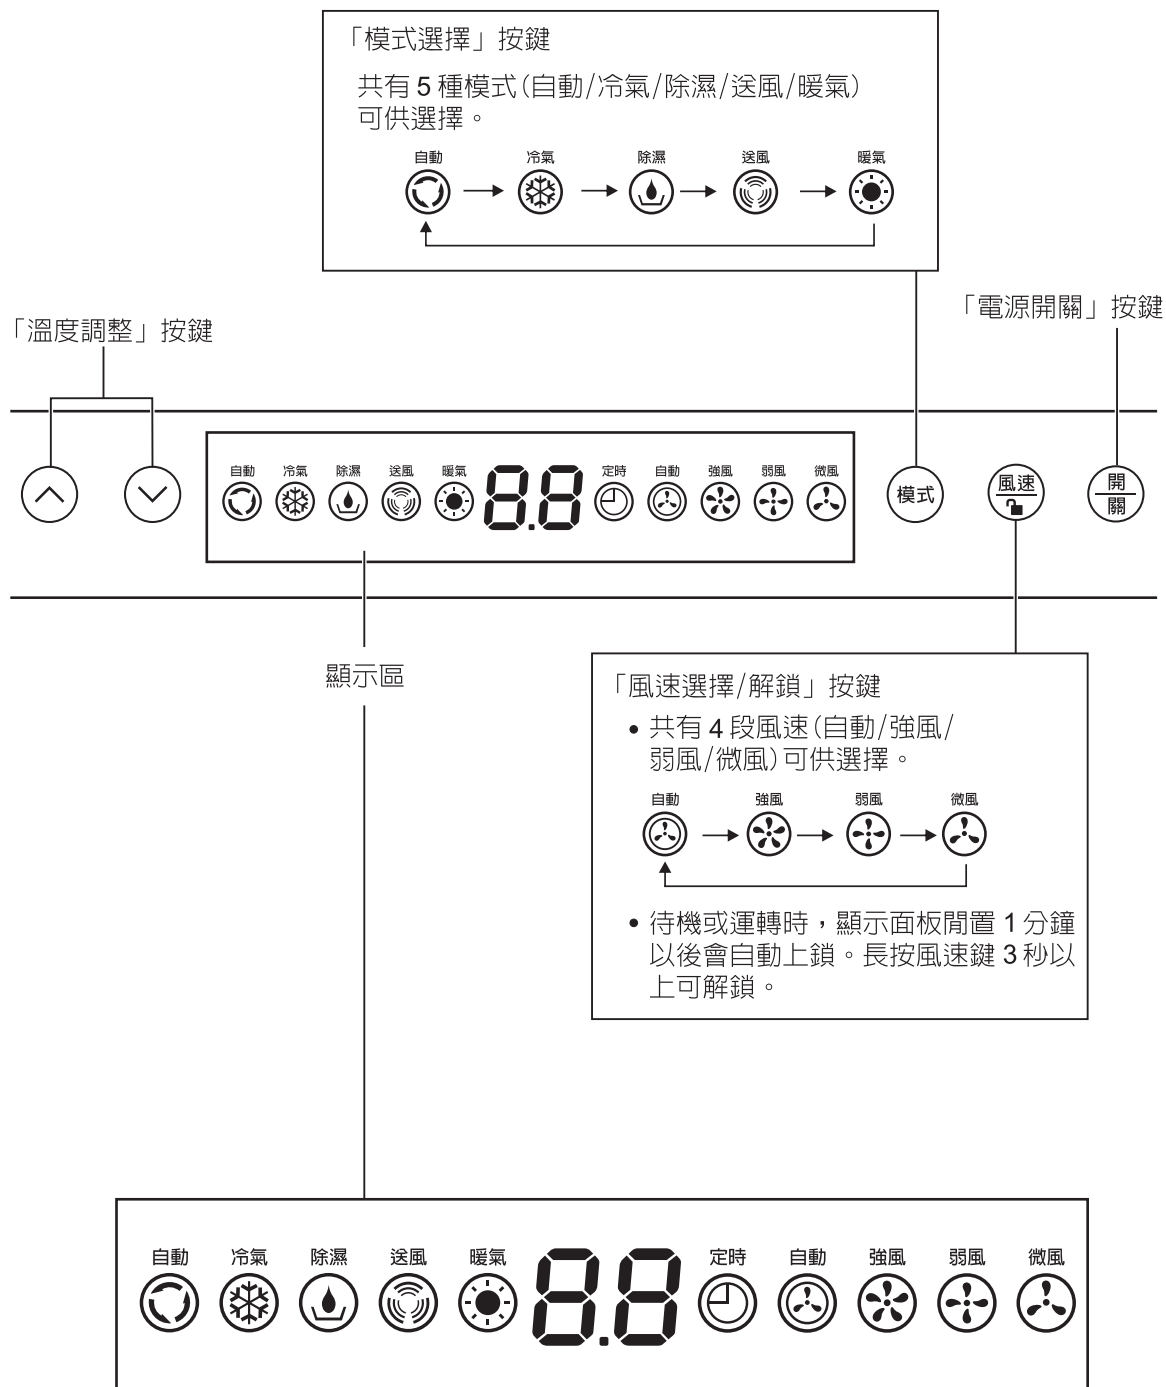 「模式選擇」按鍵
共有 5 種模式(自動/冷氣/除濕/送風/暖氣)
可供選擇。
自動 冷氣 除濕 送風 暖氣
「電源開關」按鍵
「溫度調整」按鍵
自動 冷氣 除濕 送風 暖氣 8.8 定時 自動 強風 弱風 微風
模式
風速
開
關
顯示區
「風速選擇/解鎖」按鍵
• 共有 4 段風速(自動/強風/
弱風/微風)可供選擇。
自動 強風 弱風 微風
• 待機或運轉時，顯示面板閒置 1 分鐘
以後會自動上鎖。長按風速鍵 3 秒以
上可解鎖。
自動 冷氣 除濕 送風 暖氣 8.8 定時 自動 強風 弱風 微風